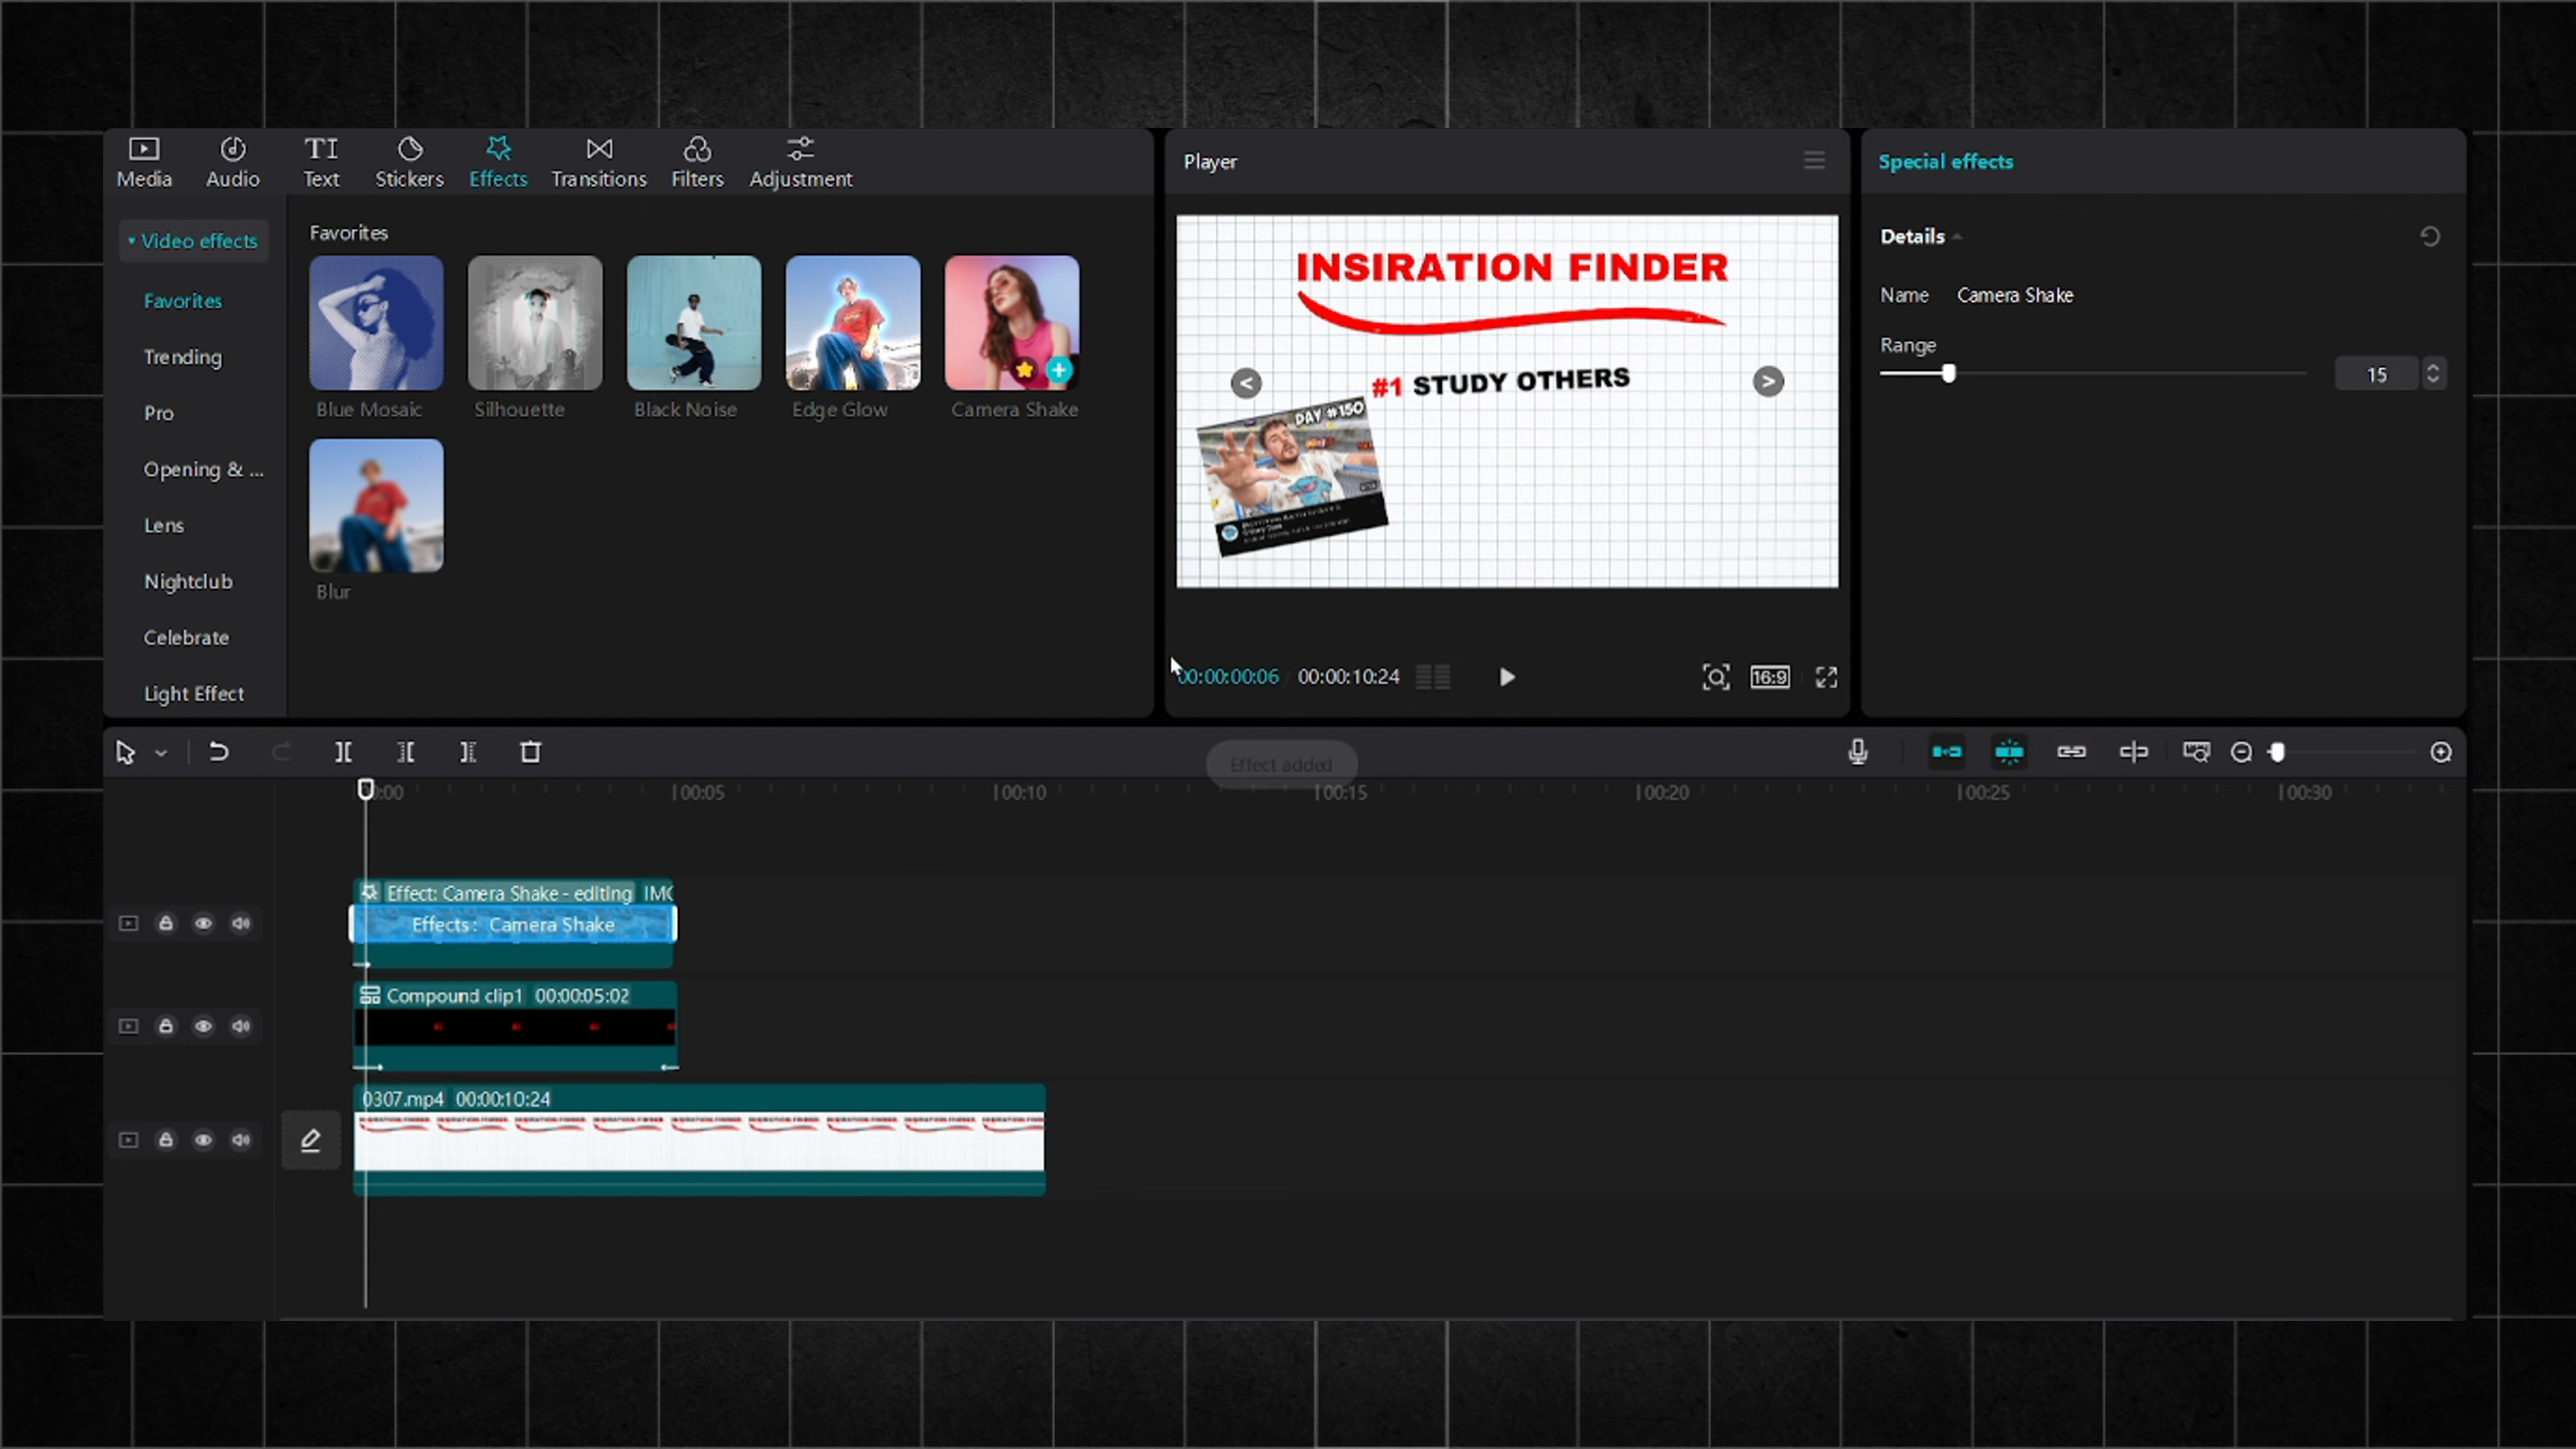 Media Audio Text Stickers Effects Transitions Filters Adjustment
Video effects
Favorites
Trending
Pro
Opening & ...
Lens
Nightclub
Celebrate
Light Effect
Favorites
Blue Mosaic Silhouette Black Noise Edge Glow Camera Shake
Blur
Player
INSIRATION FINDER
< #1 STUDY OTHERS >
DAY #150
00:00:00:06 / 00:00:10:24
16:9
Special effects
Details
Name Camera Shake
Range
15
Effect added
00:05 00:10 00:15 00:20 00:25 00:30
Effect: Camera Shake - editing
Effects: Camera Shake
Compound clip1 00:00:05:02
0307.mp4 00:00:10:24